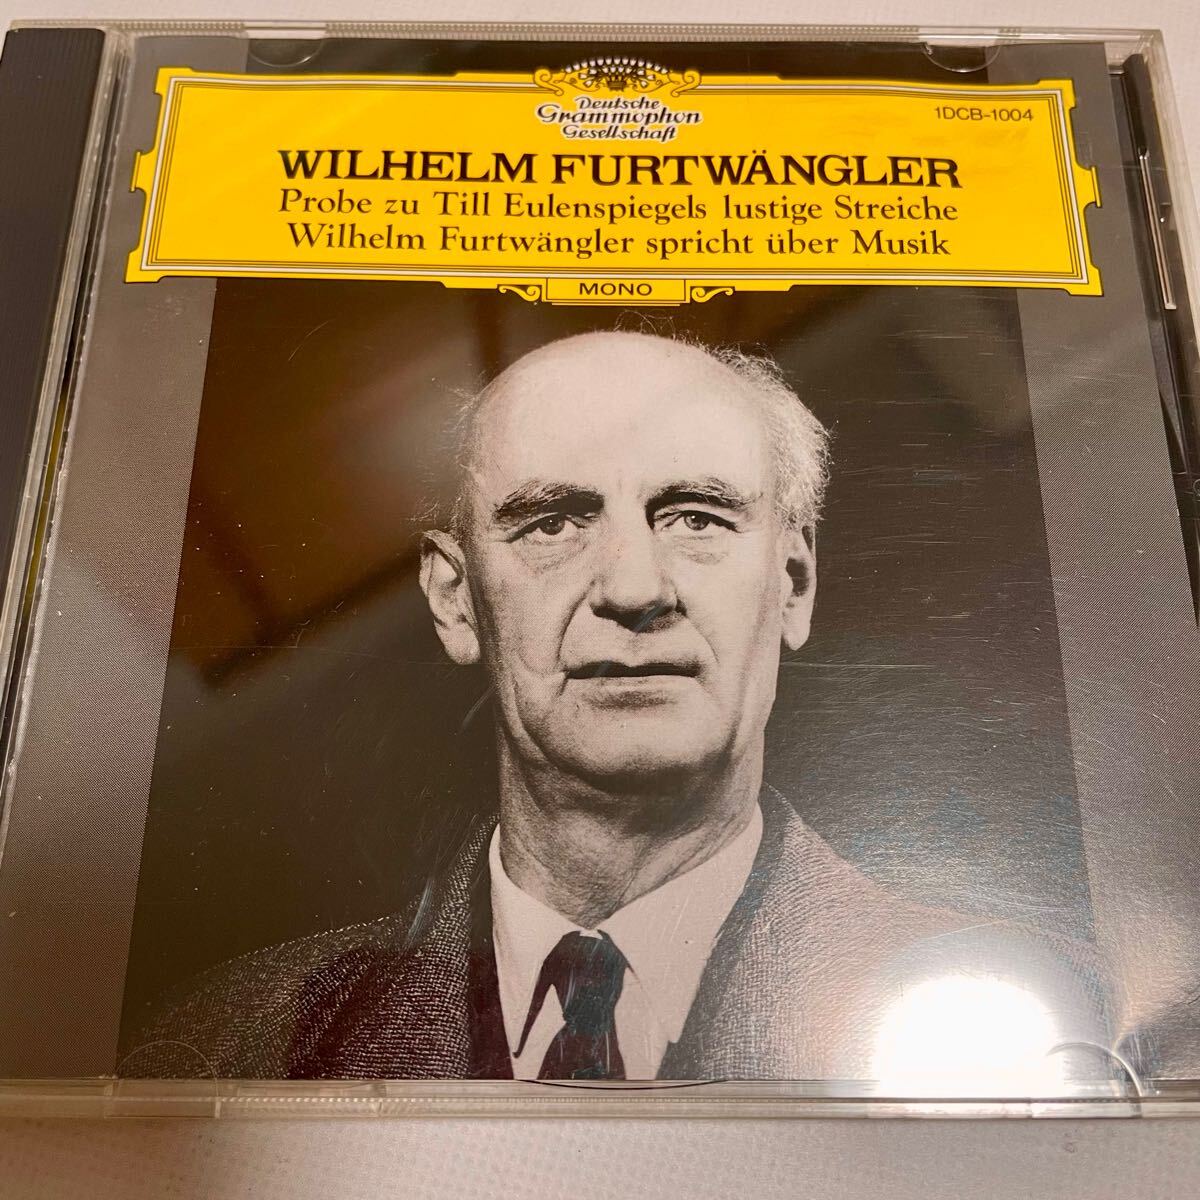 Deutsche
Grammophon
Gesellschaft
1DCB-1004
WILHELM FURTWÄNGLER
Probe zu Till Eulenspiegels lustige Streiche
Wilhelm Furtwängler spricht über Musik
MONO